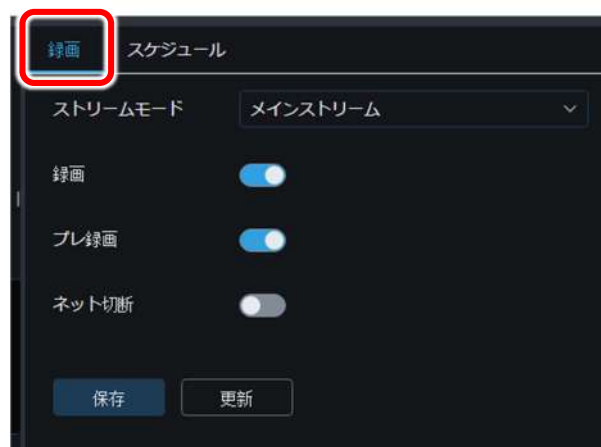 録画 スケジュール
ストリームモード メインストリーム
録画
プレ録画
ネット切断
保存 更新